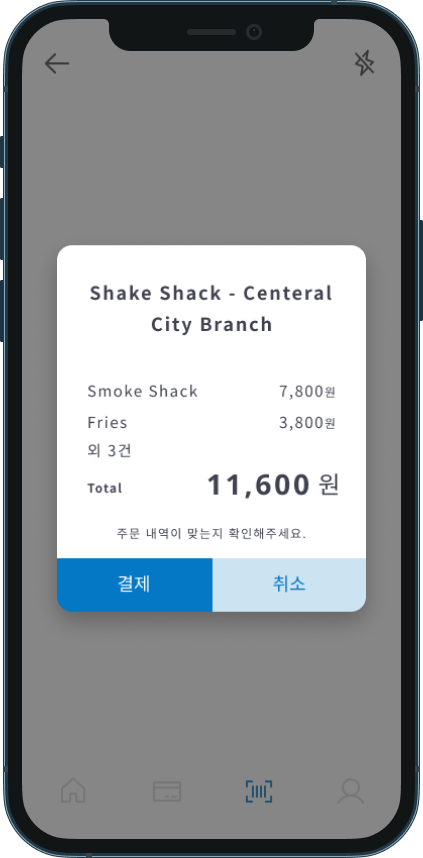 Shake Shack - Centeral
City Branch
Smoke Shack 7,800원
Fries 3,800원
외 3건
Total 11,600 원
주문 내역이 맞는지 확인해주세요.
결제 취소